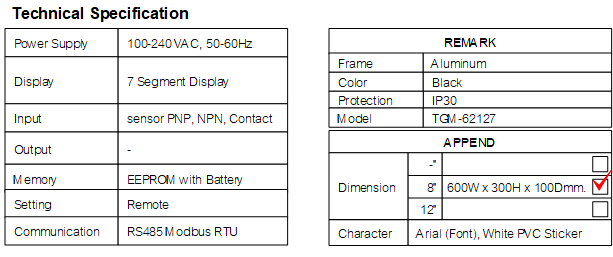 Technical Specification
Power Supply 100-240VAC, 50-60Hz
Display 7 Segment Display
Input sensor PNP, NPN, Contact
Output -
Memory EEPROM with Battery
Setting Remote
Communication RS485 Modbus RTU
REMARK
Frame Aluminum
Color Black
Protection IP30
Model TGM-62127
APPEND
Dimension
-"
8" 600W x 300H x 100Dmm.
12"
Character Arial (Font), White PVC Sticker